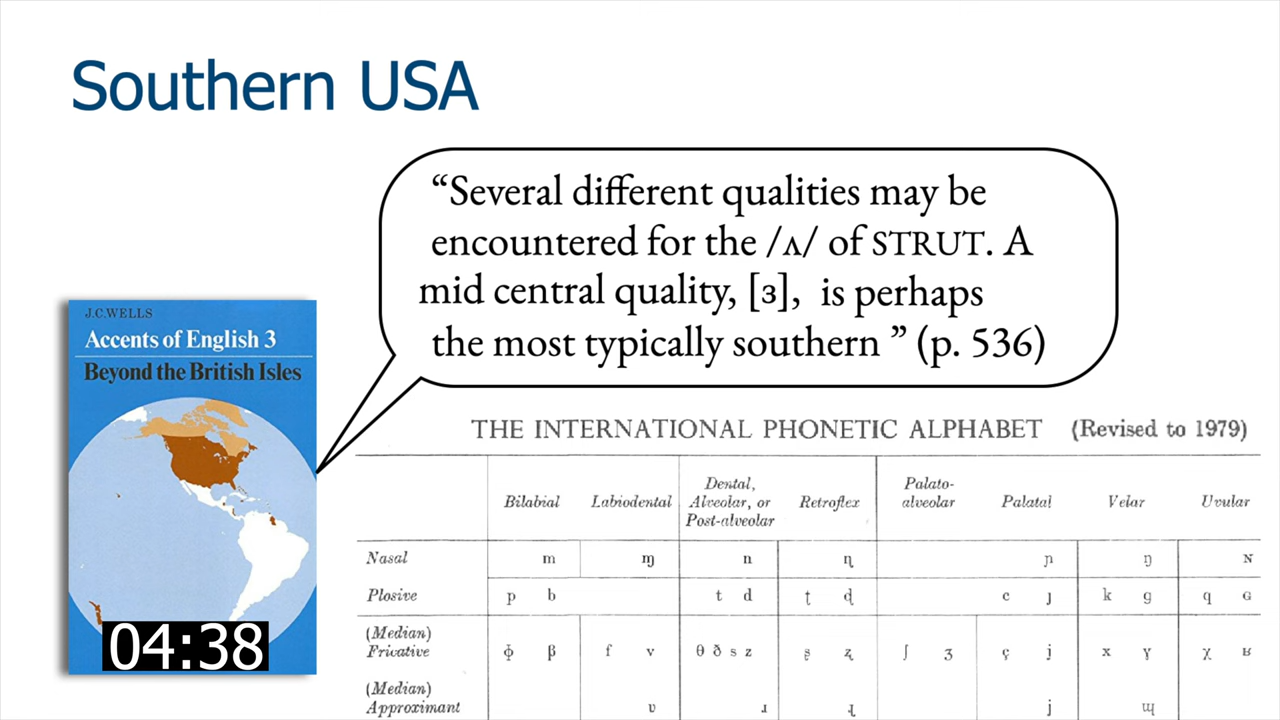 Southern USA
“Several different qualities may be
encountered for the /ʌ/ of STRUT. A
mid central quality, [ɜ], is perhaps
the most typically southern ” (p. 536)
J.C.WELLS
Accents of English 3
Beyond the British Isles
04:38
THE INTERNATIONAL PHONETIC ALPHABET (Revised to 1979)
Bilabial Labiodental Dental, Alveolar, or Post-alveolar Retroflex Palato-alveolar Palatal Velar Uvular
Nasal m ɱ n ɳ ɲ ŋ ɴ
Plosive p b t d ʈ ɖ c ɟ k ɡ q ɢ
(Median)
Fricative ɸ β f v θ ð s z ʂ ʐ ʃ ʒ ç j x ɣ χ ʁ
(Median)
Approximant ʋ ɹ ɻ j ɰ